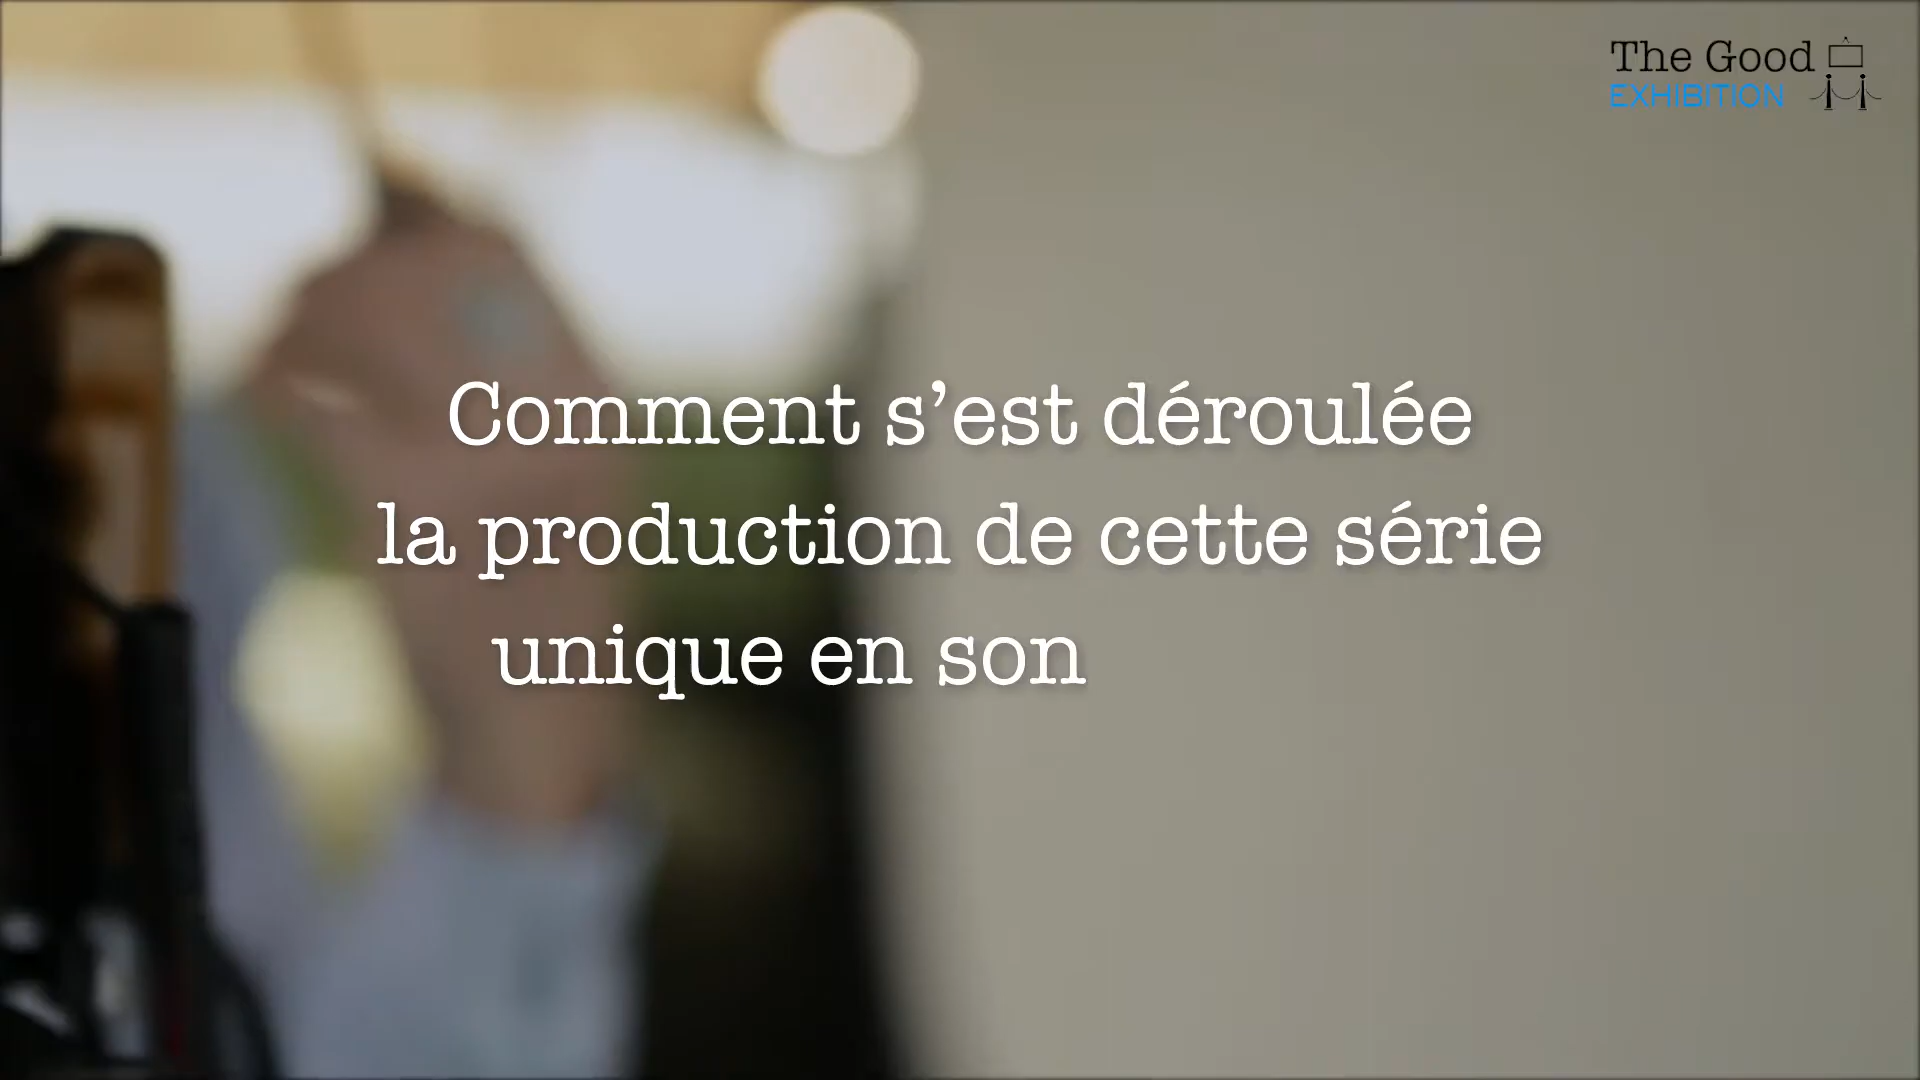 The Good
EXHIBITION
Comment s’est déroulée
la production de cette série
unique en son